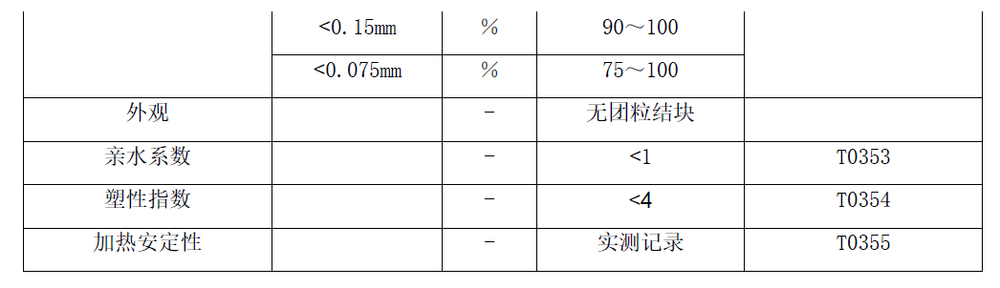 <0.15mm % 90～100
<0.075mm % 75～100
外观 - 无团粒结块
亲水系数 - <1 T0353
塑性指数 - <4 T0354
加热安定性 - 实测记录 T0355